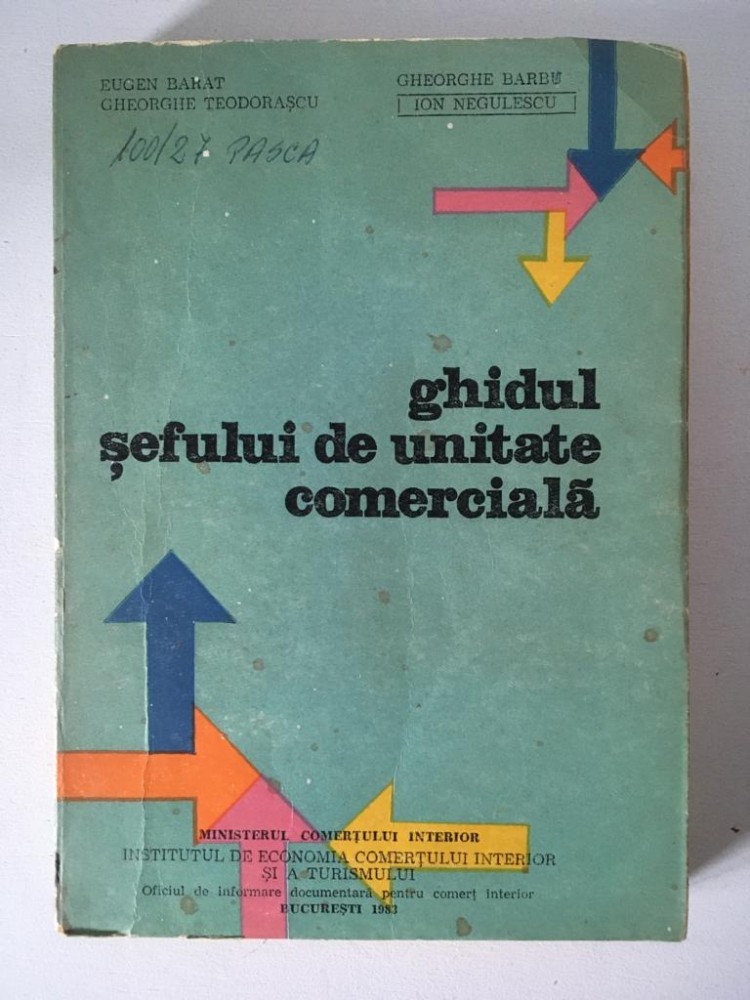 EUGEN BARAT
GHEORGHE TEODORAȘCU
GHEORGHE BARBU
ION NEGULESCU
100/27 PASCA
ghidul
șefului de unitate
comercială
MINISTERUL COMERȚULUI INTERIOR
INSTITUTUL DE ECONOMIA COMERȚULUI INTERIOR
ȘI A TURISMULUI
Oficiul de informare documentară pentru comerț interior
BUCUREȘTI 1983